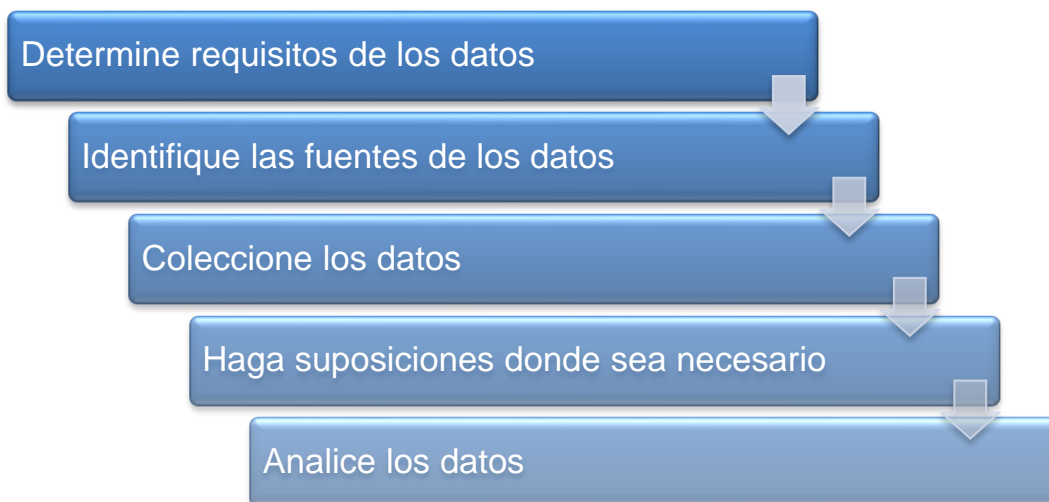 Determine requisitos de los datos
Identifique las fuentes de los datos
Coleccione los datos
Haga suposiciones donde sea necesario
Analice los datos